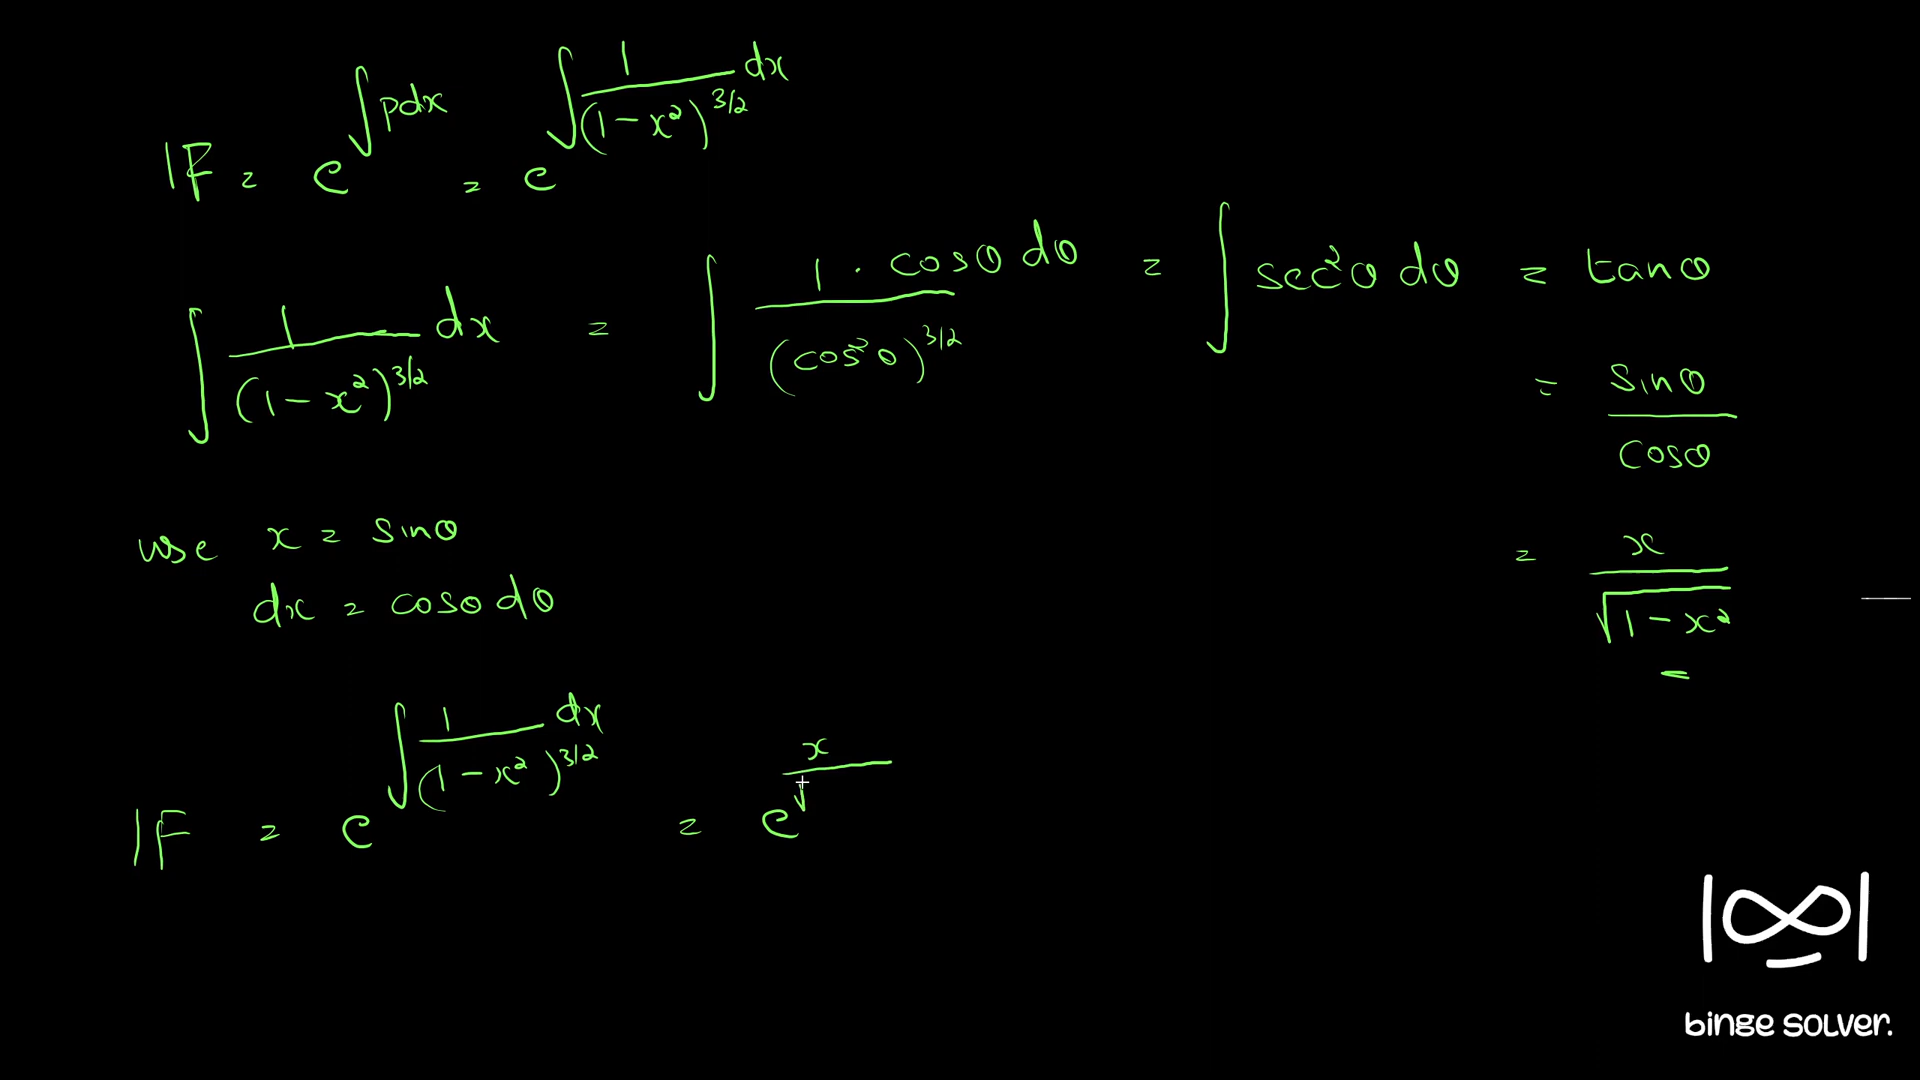 IF = e^{∫pdx} = e^{∫ 1/(1-x²)^{3/2} dx}
∫ 1/(1-x²)^{3/2} dx = ∫ 1·cosθ dθ/(cos²θ)^{3/2} = ∫ sec²θ dθ = tanθ
= sinθ/cosθ
use x = sinθ
= x/√(1-x²)
dx = cosθ dθ
IF = e^{∫ 1/(1-x²)^{3/2} dx} = e^{x/√}
binge solver.